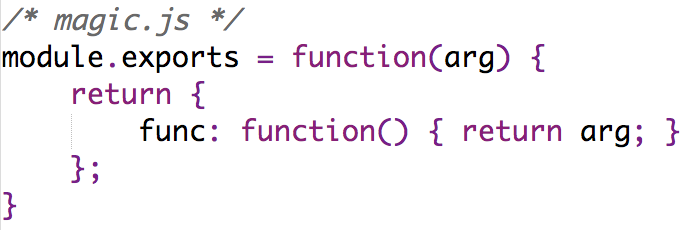 /* magic.js */
module.exports = function(arg) {
    return {
        func: function() { return arg; }
    };
}